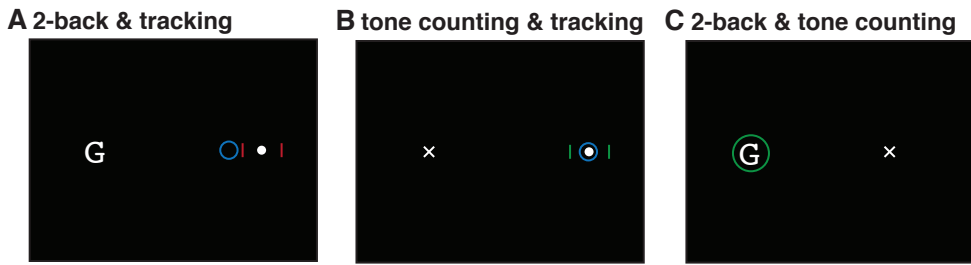 A 2-back & tracking
B tone counting & tracking
C 2-back & tone counting
G
G